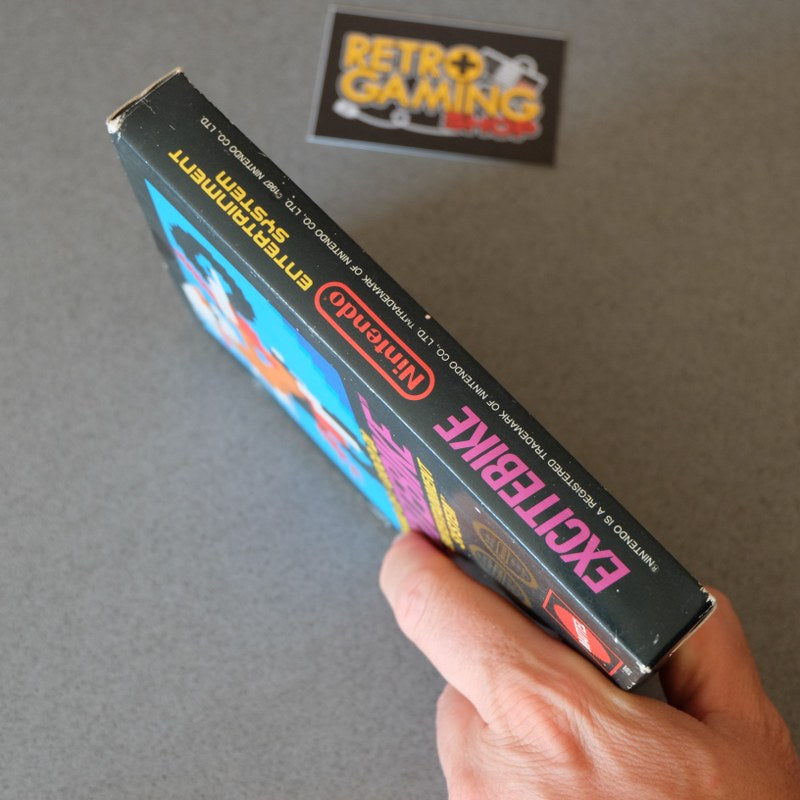 RETRO
GAMING
SHOP
®NINTENDO IS A REGISTERED TRADEMARK OF NINTENDO CO., LTD. TMTRADEMARK OF NINTENDO CO., LTD. ©1987 NINTENDO CO., LTD.
EXCITEBIKE
Nintendo
ENTERTAINMENT
SYSTEM